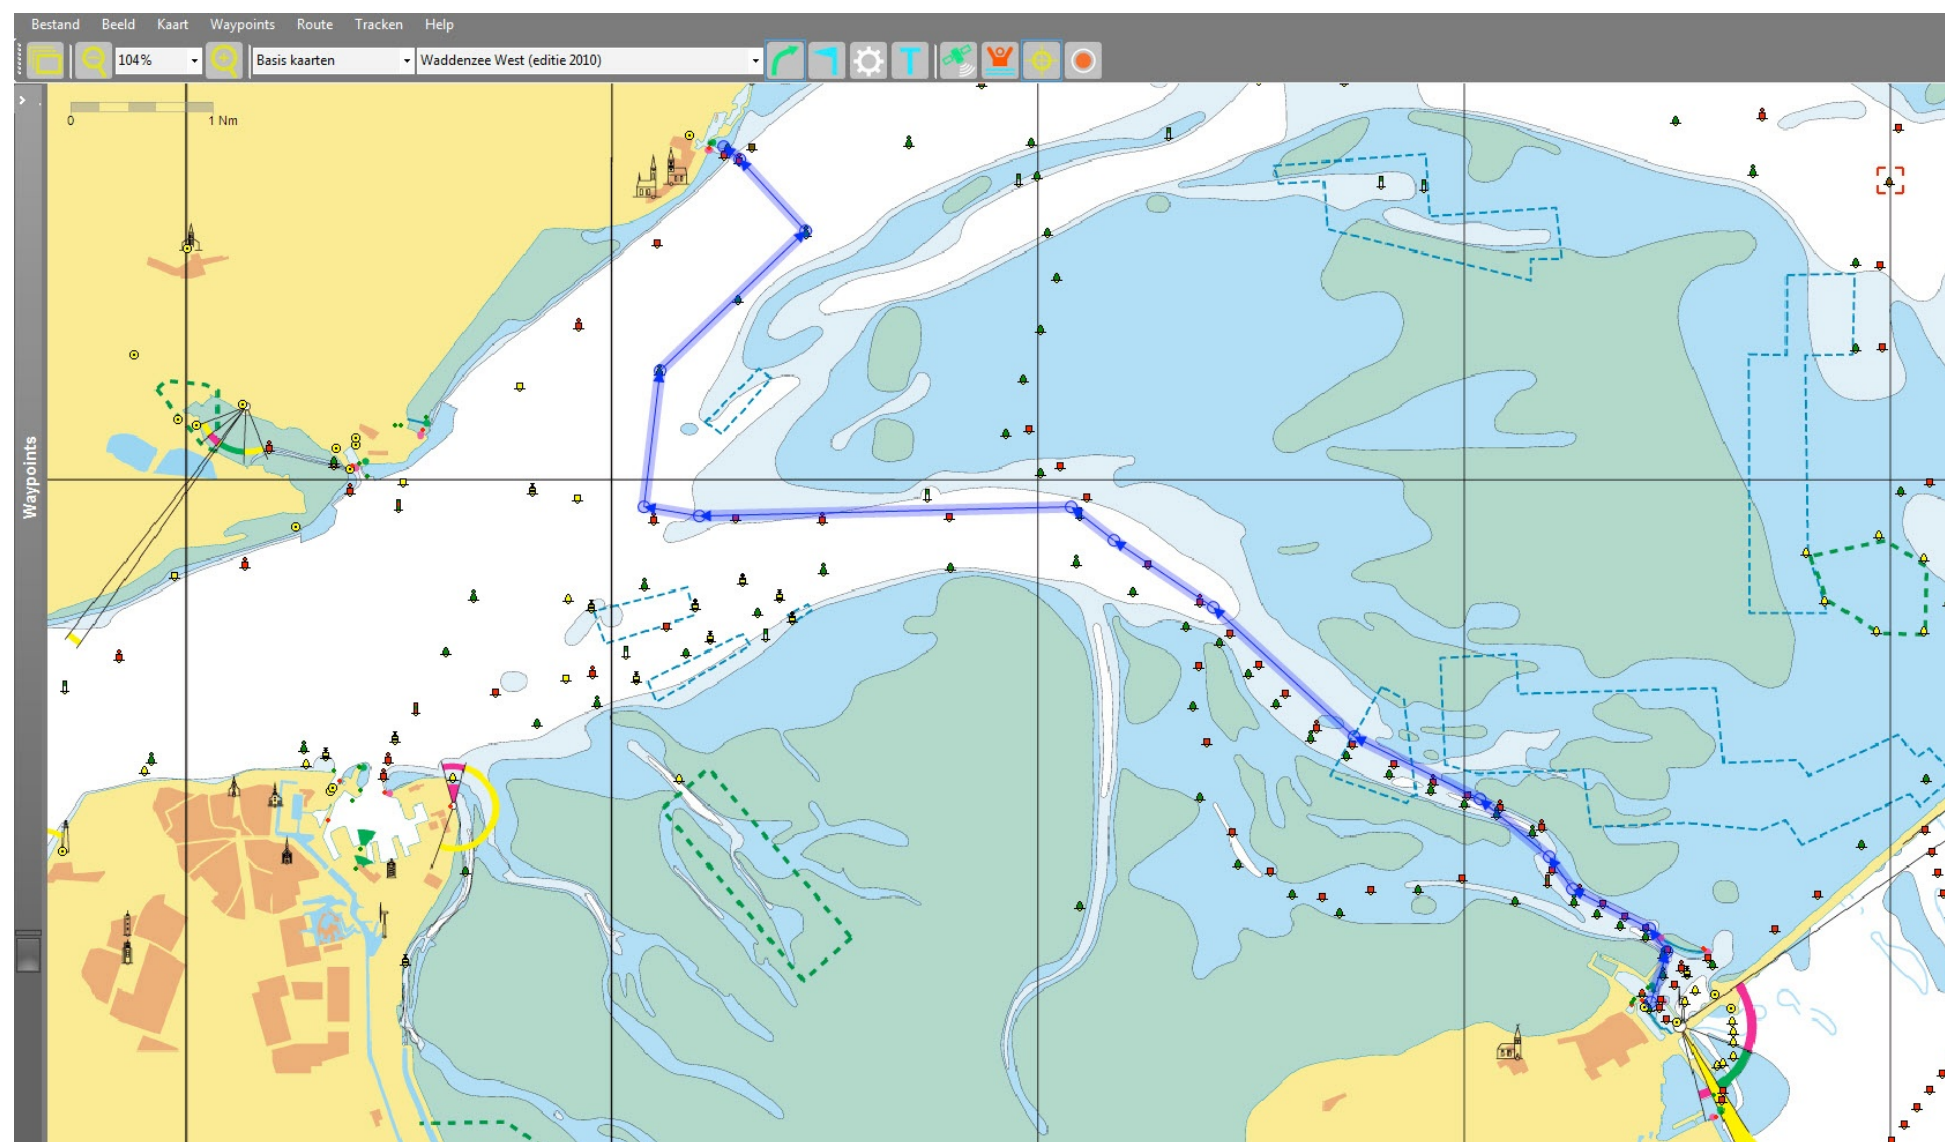 Bestand Beeld Kaart Waypoints Route Tracken Help
104% Basis kaarten Waddenzee West (editie 2010)
0 1 Nm
Waypoints